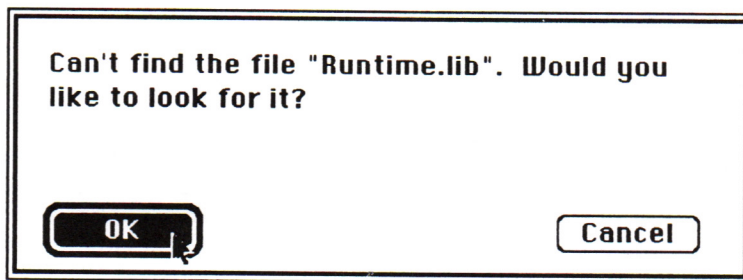 Can't find the file "Runtime.lib". Would you
like to look for it?
OK
Cancel